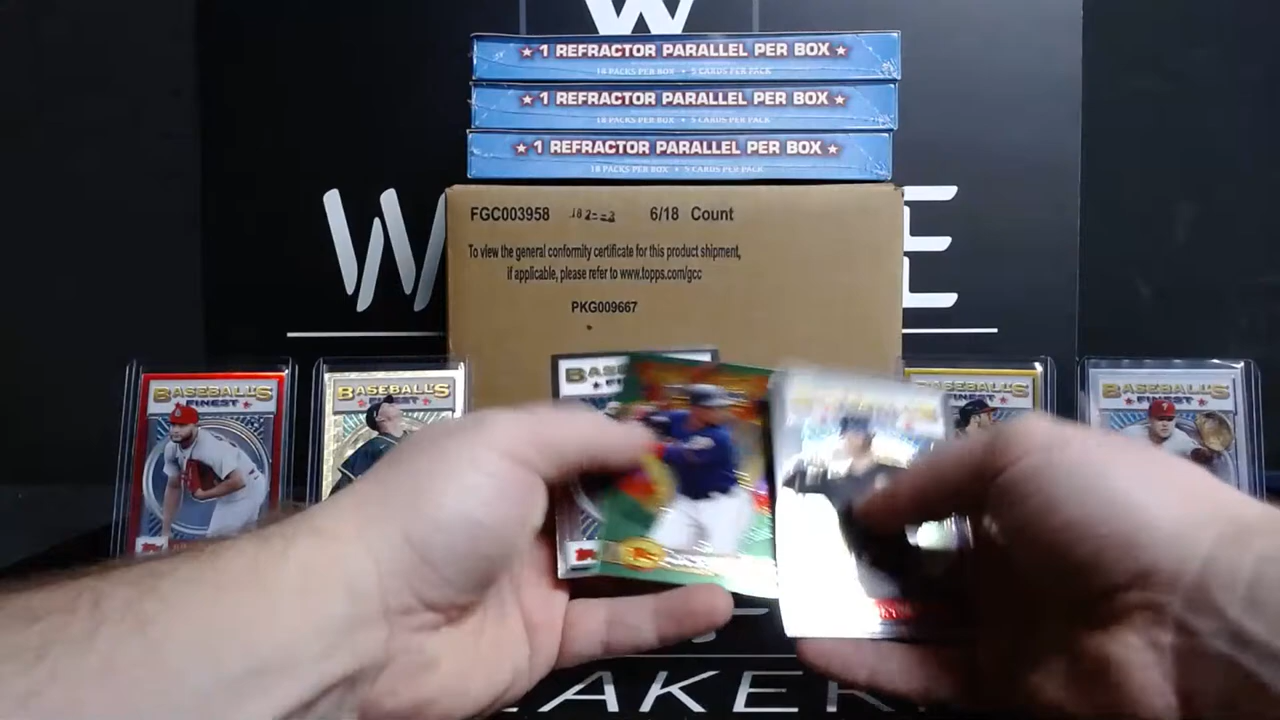 W
★ 1 REFRACTOR PARALLEL PER BOX ★
18 PACKS PER BOX • 5 CARDS PER PACK
★ 1 REFRACTOR PARALLEL PER BOX ★
18 PACKS PER BOX • 5 CARDS PER PACK
★ 1 REFRACTOR PARALLEL PER BOX ★
18 PACKS PER BOX • 5 CARDS PER PACK
FGC003958 6/18 Count
To view the general conformity certificate for this product shipment,
if applicable, please refer to www.topps.com/gcc
PKG009667
W E
BASEBALL'S
FINEST
BASEBALL'S
FINEST
BASE
BASEBALL'S
FINEST
BASEBALL'S
FINEST
EAKER